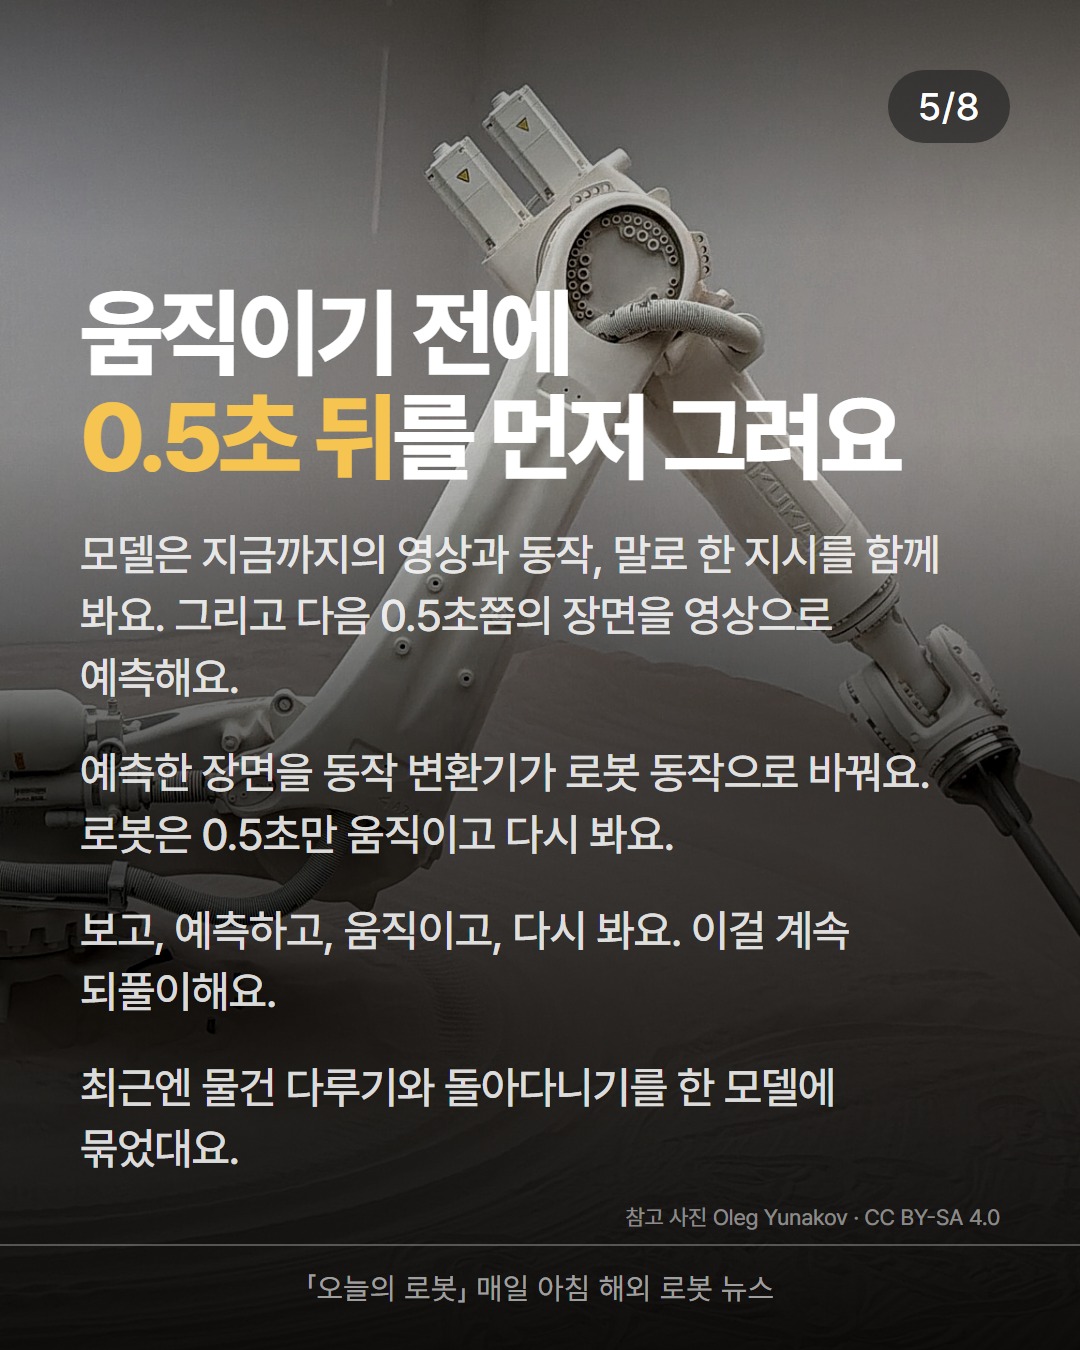 5/8
움직이기 전에
0.5초 뒤를 먼저 그려요
KUKA
모델은 지금까지의 영상과 동작, 말로 한 지시를 함께
봐요. 그리고 다음 0.5초쯤의 장면을 영상으로
예측해요.
예측한 장면을 동작 변환기가 로봇 동작으로 바꿔요.
로봇은 0.5초만 움직이고 다시 봐요.
보고, 예측하고, 움직이고, 다시 봐요. 이걸 계속
되풀이해요.
최근엔 물건 다루기와 돌아다니기를 한 모델에
묶었대요.
참고 사진 Oleg Yunakov · CC BY-SA 4.0
「오늘의 로봇」 매일 아침 해외 로봇 뉴스